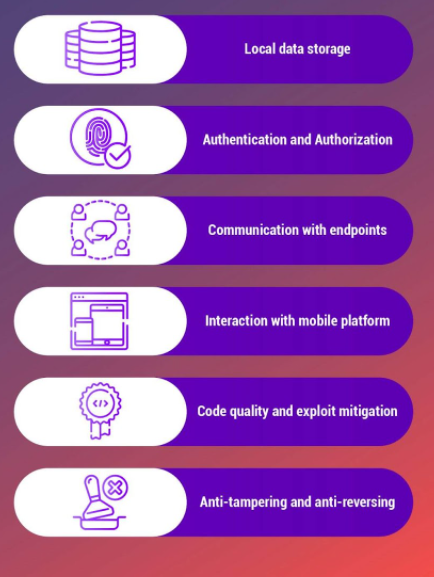 Local data storage
Authentication and Authorization
Communication with endpoints
Interaction with mobile platform
Code quality and exploit mitigation
Anti-tampering and anti-reversing